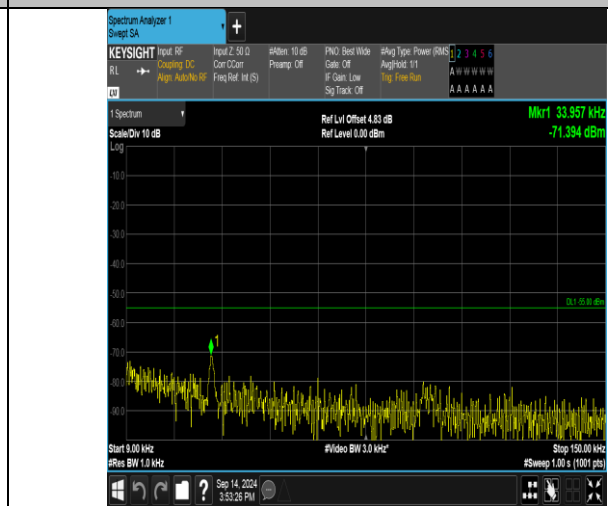 Spectrum Analyzer 1
Swept SA
+
KEYSIGHT Input: RF Input Z: 50 Ω #Atten: 10 dB PNO: Best Wide #Avg Type: Power (RMS 1 2 3 4 5 6
RL Coupling: DC Corr CCorr Preamp: Off Gate: Off Avg|Hold: 1/1 A W W W W W
Align: Auto/No RF Freq Ref: Int (S) IF Gain: Low Trig: Free Run
LXI Sig Track: Off A A A A A A
1 Spectrum Ref Lvl Offset 4.83 dB Mkr1 33.957 kHz
Scale/Div 10 dB Ref Level 0.00 dBm -71.394 dBm
Log
-10.0
-20.0
-30.0
-40.0
DL1 -55.00 dBm
-50.0
-60.0
1
-70.0
-80.0
-90.0
Start 9.00 kHz #Video BW 3.0 kHz* Stop 150.00 kHz
#Res BW 1.0 kHz #Sweep 1.00 s (1001 pts)
? Sep 14, 2024
3:53:26 PM